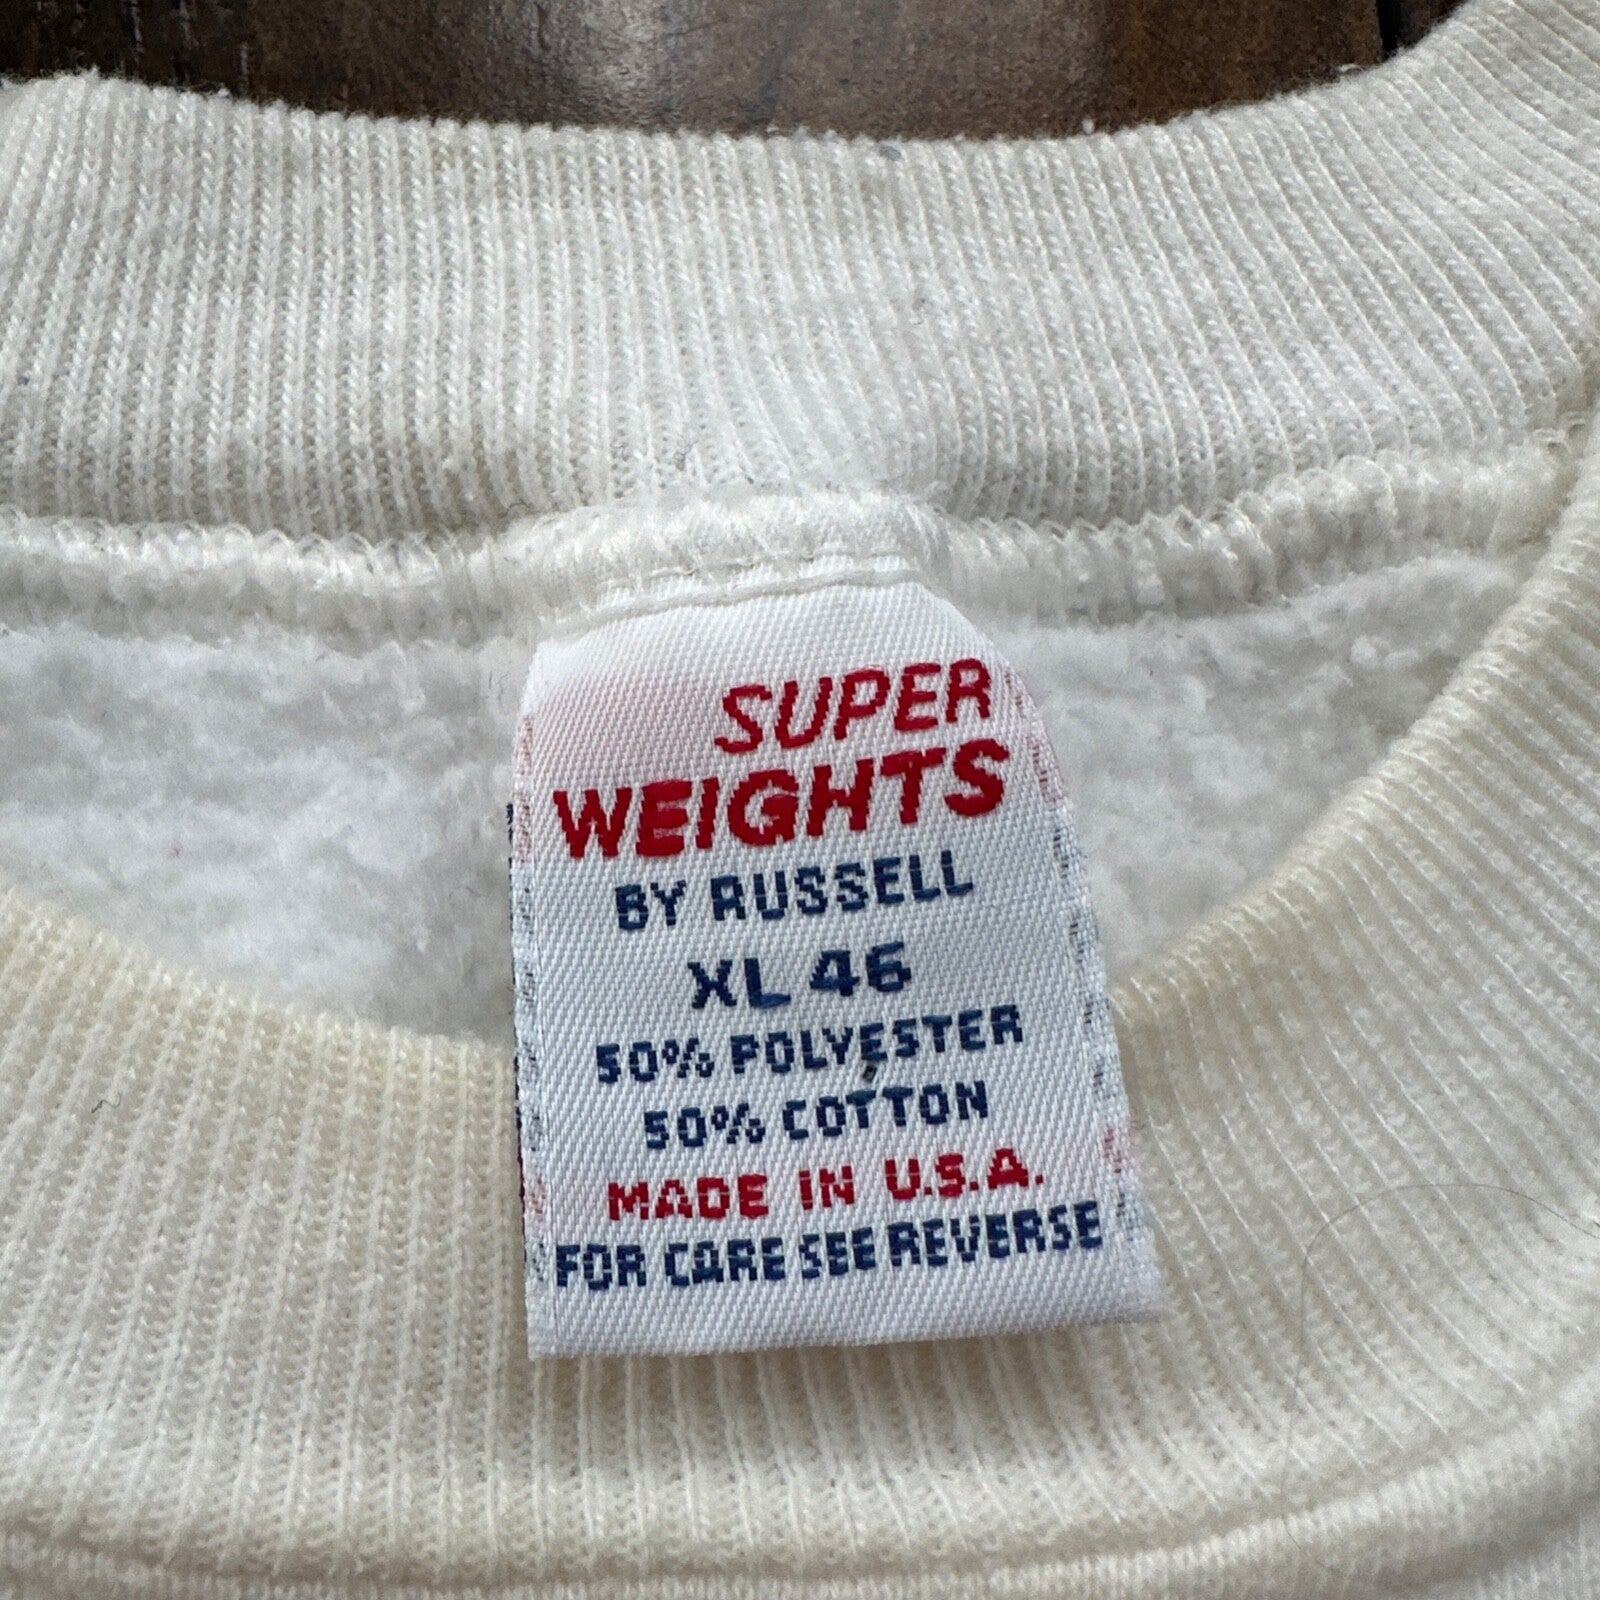 SUPER
WEIGHTS
BY RUSSELL
XL 46
50% POLYESTER
50% COTTON
MADE IN U.S.A.
FOR CARE SEE REVERSE